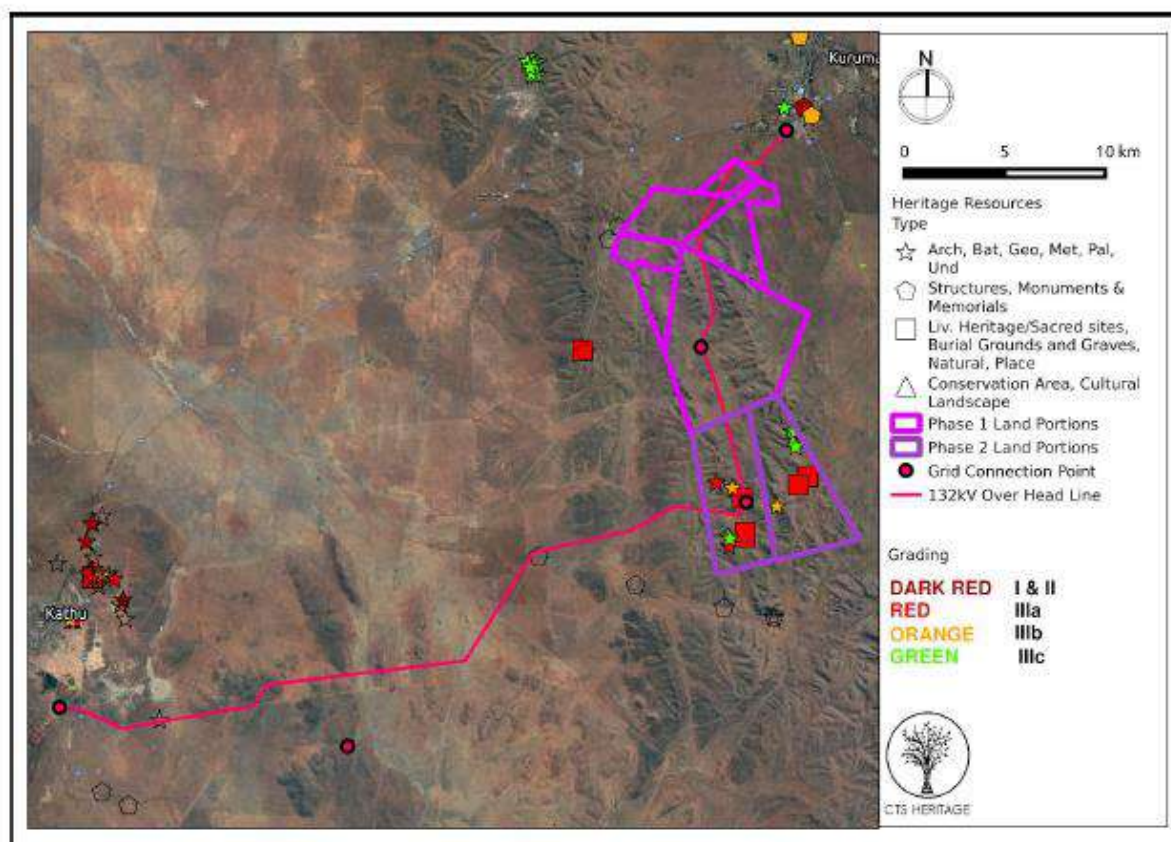 Kuruma
Kathu
N
0 5 10 km
Heritage Resources
Type
Arch, Bat, Geo, Met, Pal,
Und
Structures, Monuments &
Memorials
Liv. Heritage/Sacred sites,
Burial Grounds and Graves,
Natural, Place
Conservation Area, Cultural
Landscape
Phase 1 Land Portions
Phase 2 Land Portions
Grid Connection Point
132kV Over Head Line
Grading
DARK RED I & II
RED IIIa
ORANGE IIIb
GREEN IIIc
CTS HERITAGE